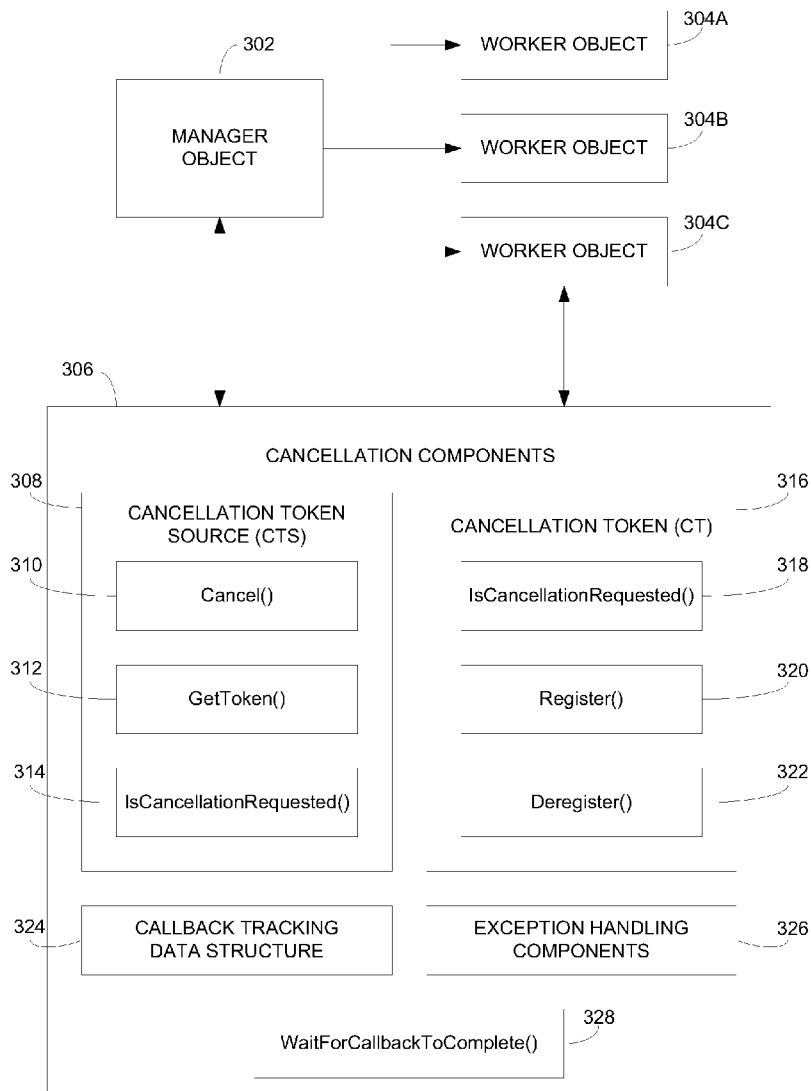 302
304A
WORKER OBJECT
MANAGER
OBJECT
304B
WORKER OBJECT
304C
WORKER OBJECT
306
CANCELLATION COMPONENTS
308
CANCELLATION TOKEN
SOURCE (CTS)
316
CANCELLATION TOKEN (CT)
310
Cancel()
318
IsCancellationRequested()
312
GetToken()
320
Register()
314
IsCancellationRequested()
322
Deregister()
324
CALLBACK TRACKING
DATA STRUCTURE
326
EXCEPTION HANDLING
COMPONENTS
328
WaitForCallbackToComplete()